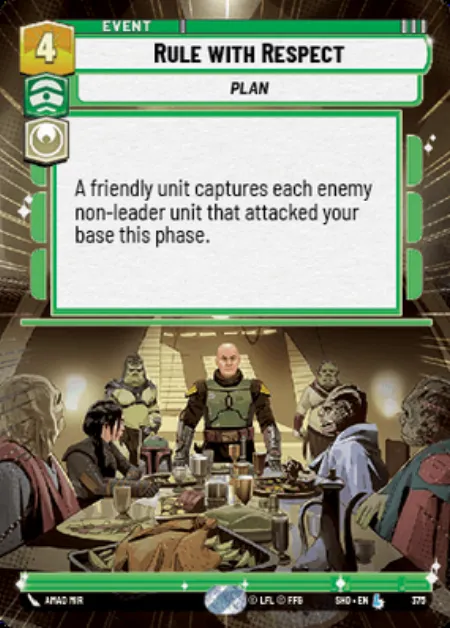 EVENT
4
RULE WITH RESPECT
PLAN
A friendly unit captures each enemy
non-leader unit that attacked your
base this phase.
AMAD MIR
© LFL © FFG
SHD • EN
L
375